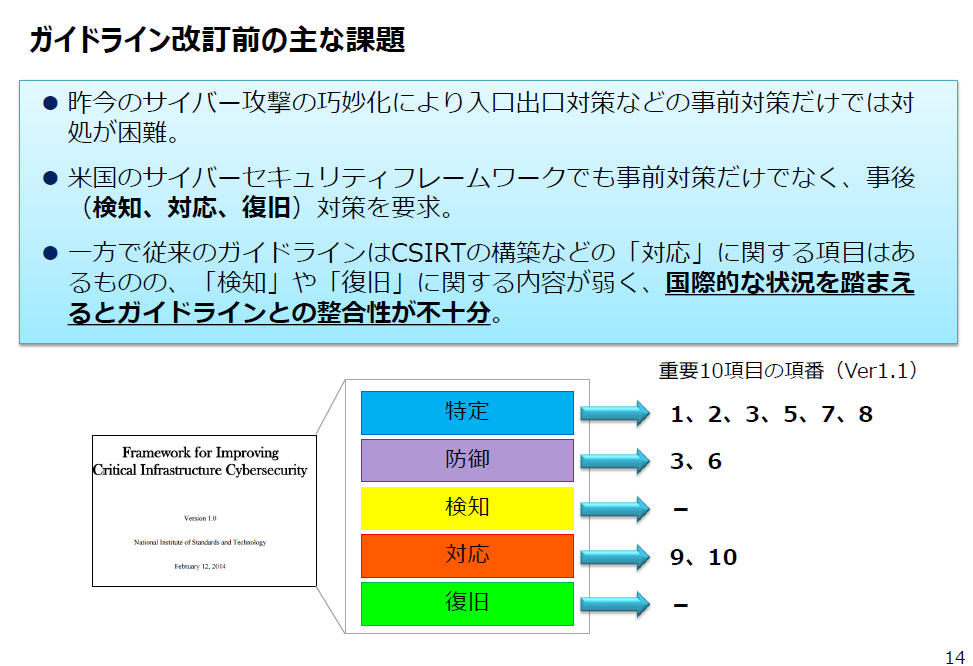 ガイドライン改訂前の主な課題
● 昨今のサイバー攻撃の巧妙化により入口出口対策などの事前対策だけでは対
処が困難。
● 米国のサイバーセキュリティフレームワークでも事前対策だけでなく、事後
（検知、対応、復旧）対策を要求。
● 一方で従来のガイドラインはCSIRTの構築などの「対応」に関する項目はあ
るものの、「検知」や「復旧」に関する内容が弱く、国際的な状況を踏まえ
るとガイドラインとの整合性が不十分。
重要10項目の項番（Ver1.1）
Framework for Improving
Critical Infrastructure Cybersecurity
Version 1.0
National Institute of Standards and Technology
February 12, 2014
特定
1、2、3、5、7、8
防御
3、6
検知
–
対応
9、10
復旧
–
14